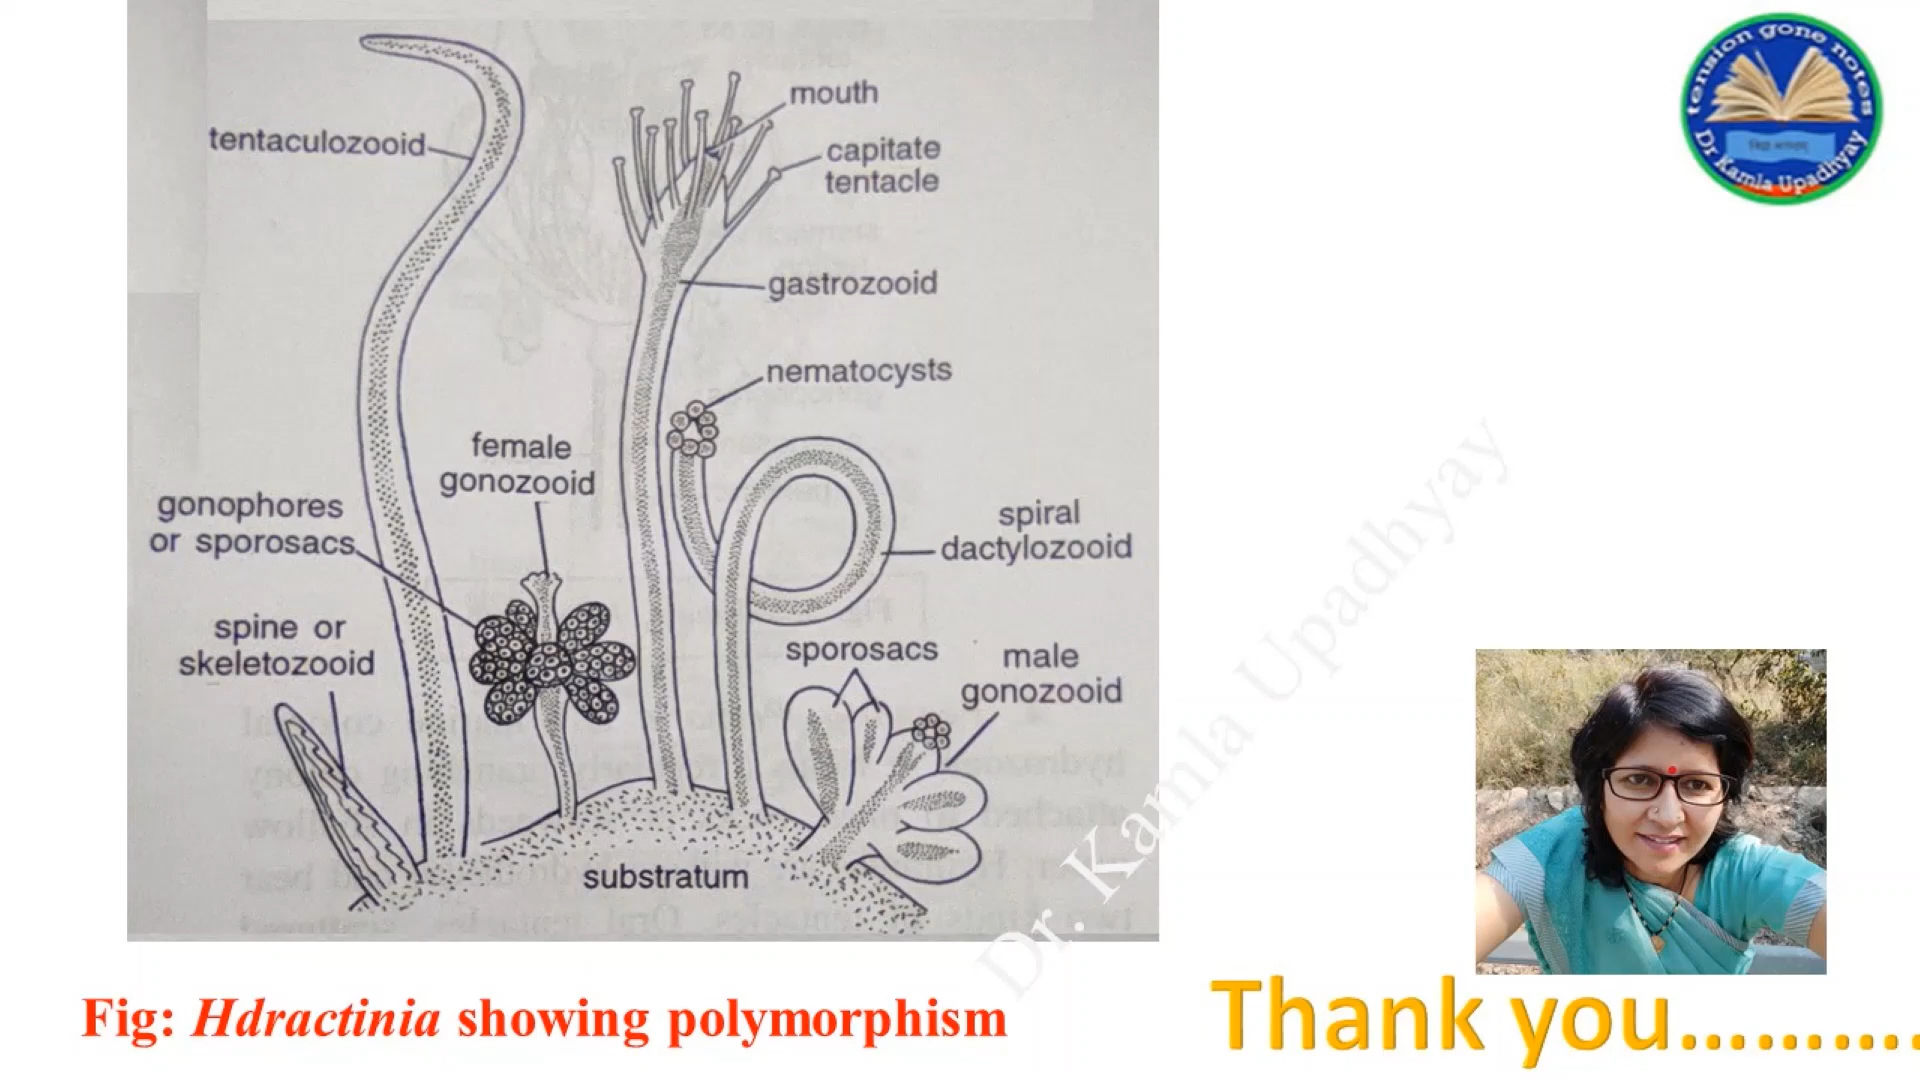 tension gone notes
Dr Kamla Upadhyay
mouth
tentaculozooid
capitate
tentacle
gastrozooid
nematocysts
female
gonozooid
gonophores
or sporosacs
spiral
dactylozooid
spine or
skeletozooid
sporosacs
male
gonozooid
substratum
Dr. Kamla Upadhyay
Fig: Hdractinia showing polymorphism
Thank you..........